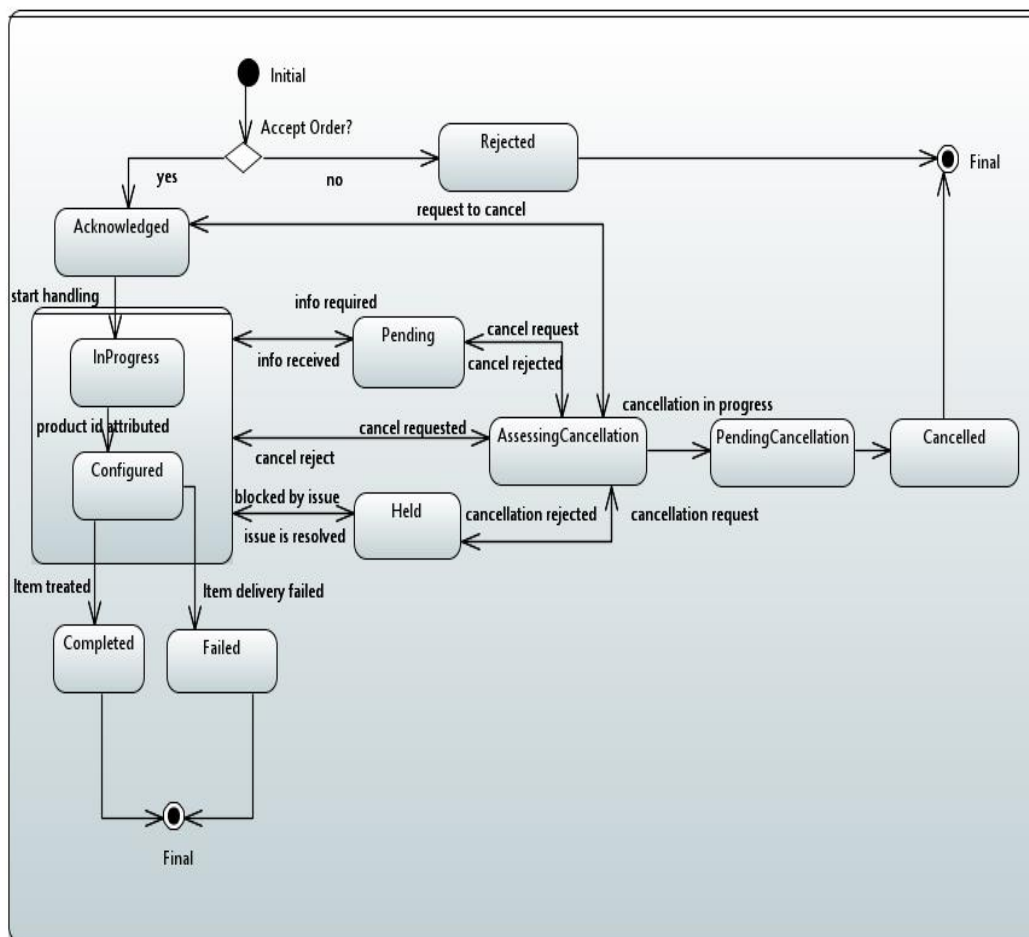 Initial
Accept Order?
Rejected
Final
yes
no
request to cancel
Acknowledged
start handling
info required
Pending
cancel request
InProgress
info received
cancel rejected
cancellation in progress
product id attributed
cancel requested
AssessingCancellation
PendingCancellation
Cancelled
cancel reject
Configured
blocked by issue
Held
cancellation rejected
cancellation request
issue is resolved
Item treated
Item delivery failed
Completed
Failed
Final